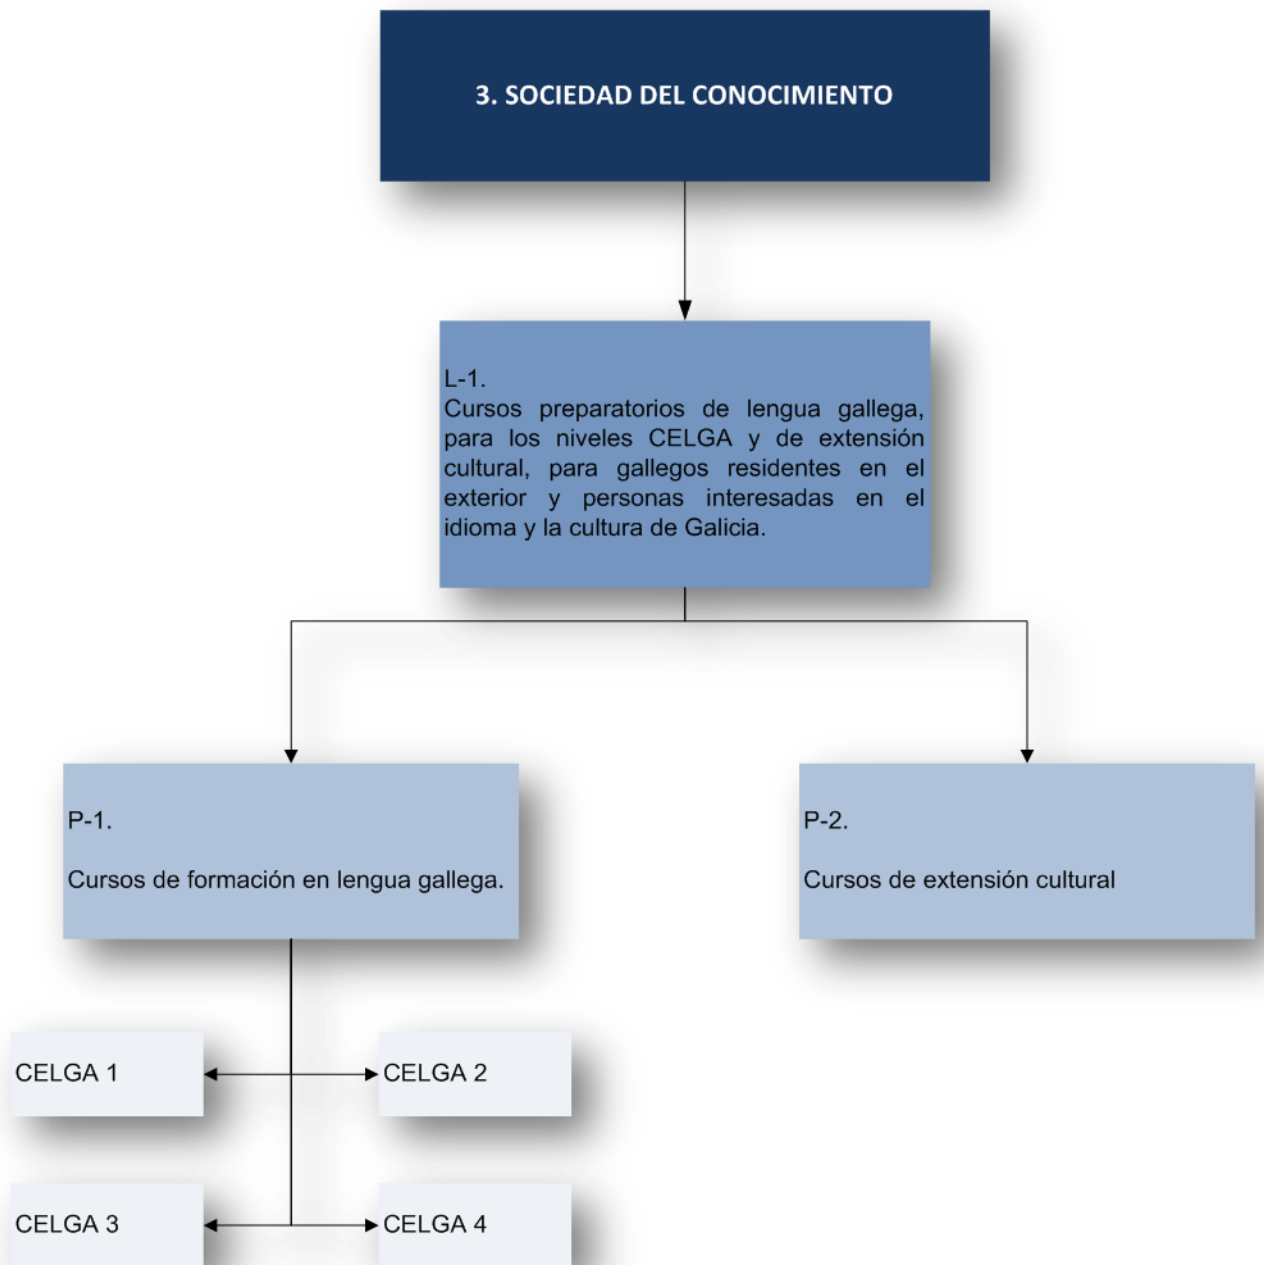 3. SOCIEDAD DEL CONOCIMIENTO
L-1.
Cursos preparatorios de lengua gallega,
para los niveles CELGA y de extensión
cultural, para gallegos residentes en el
exterior y personas interesadas en el
idioma y la cultura de Galicia.
P-1.
Cursos de formación en lengua gallega.
P-2.
Cursos de extensión cultural
CELGA 1
CELGA 2
CELGA 3
CELGA 4